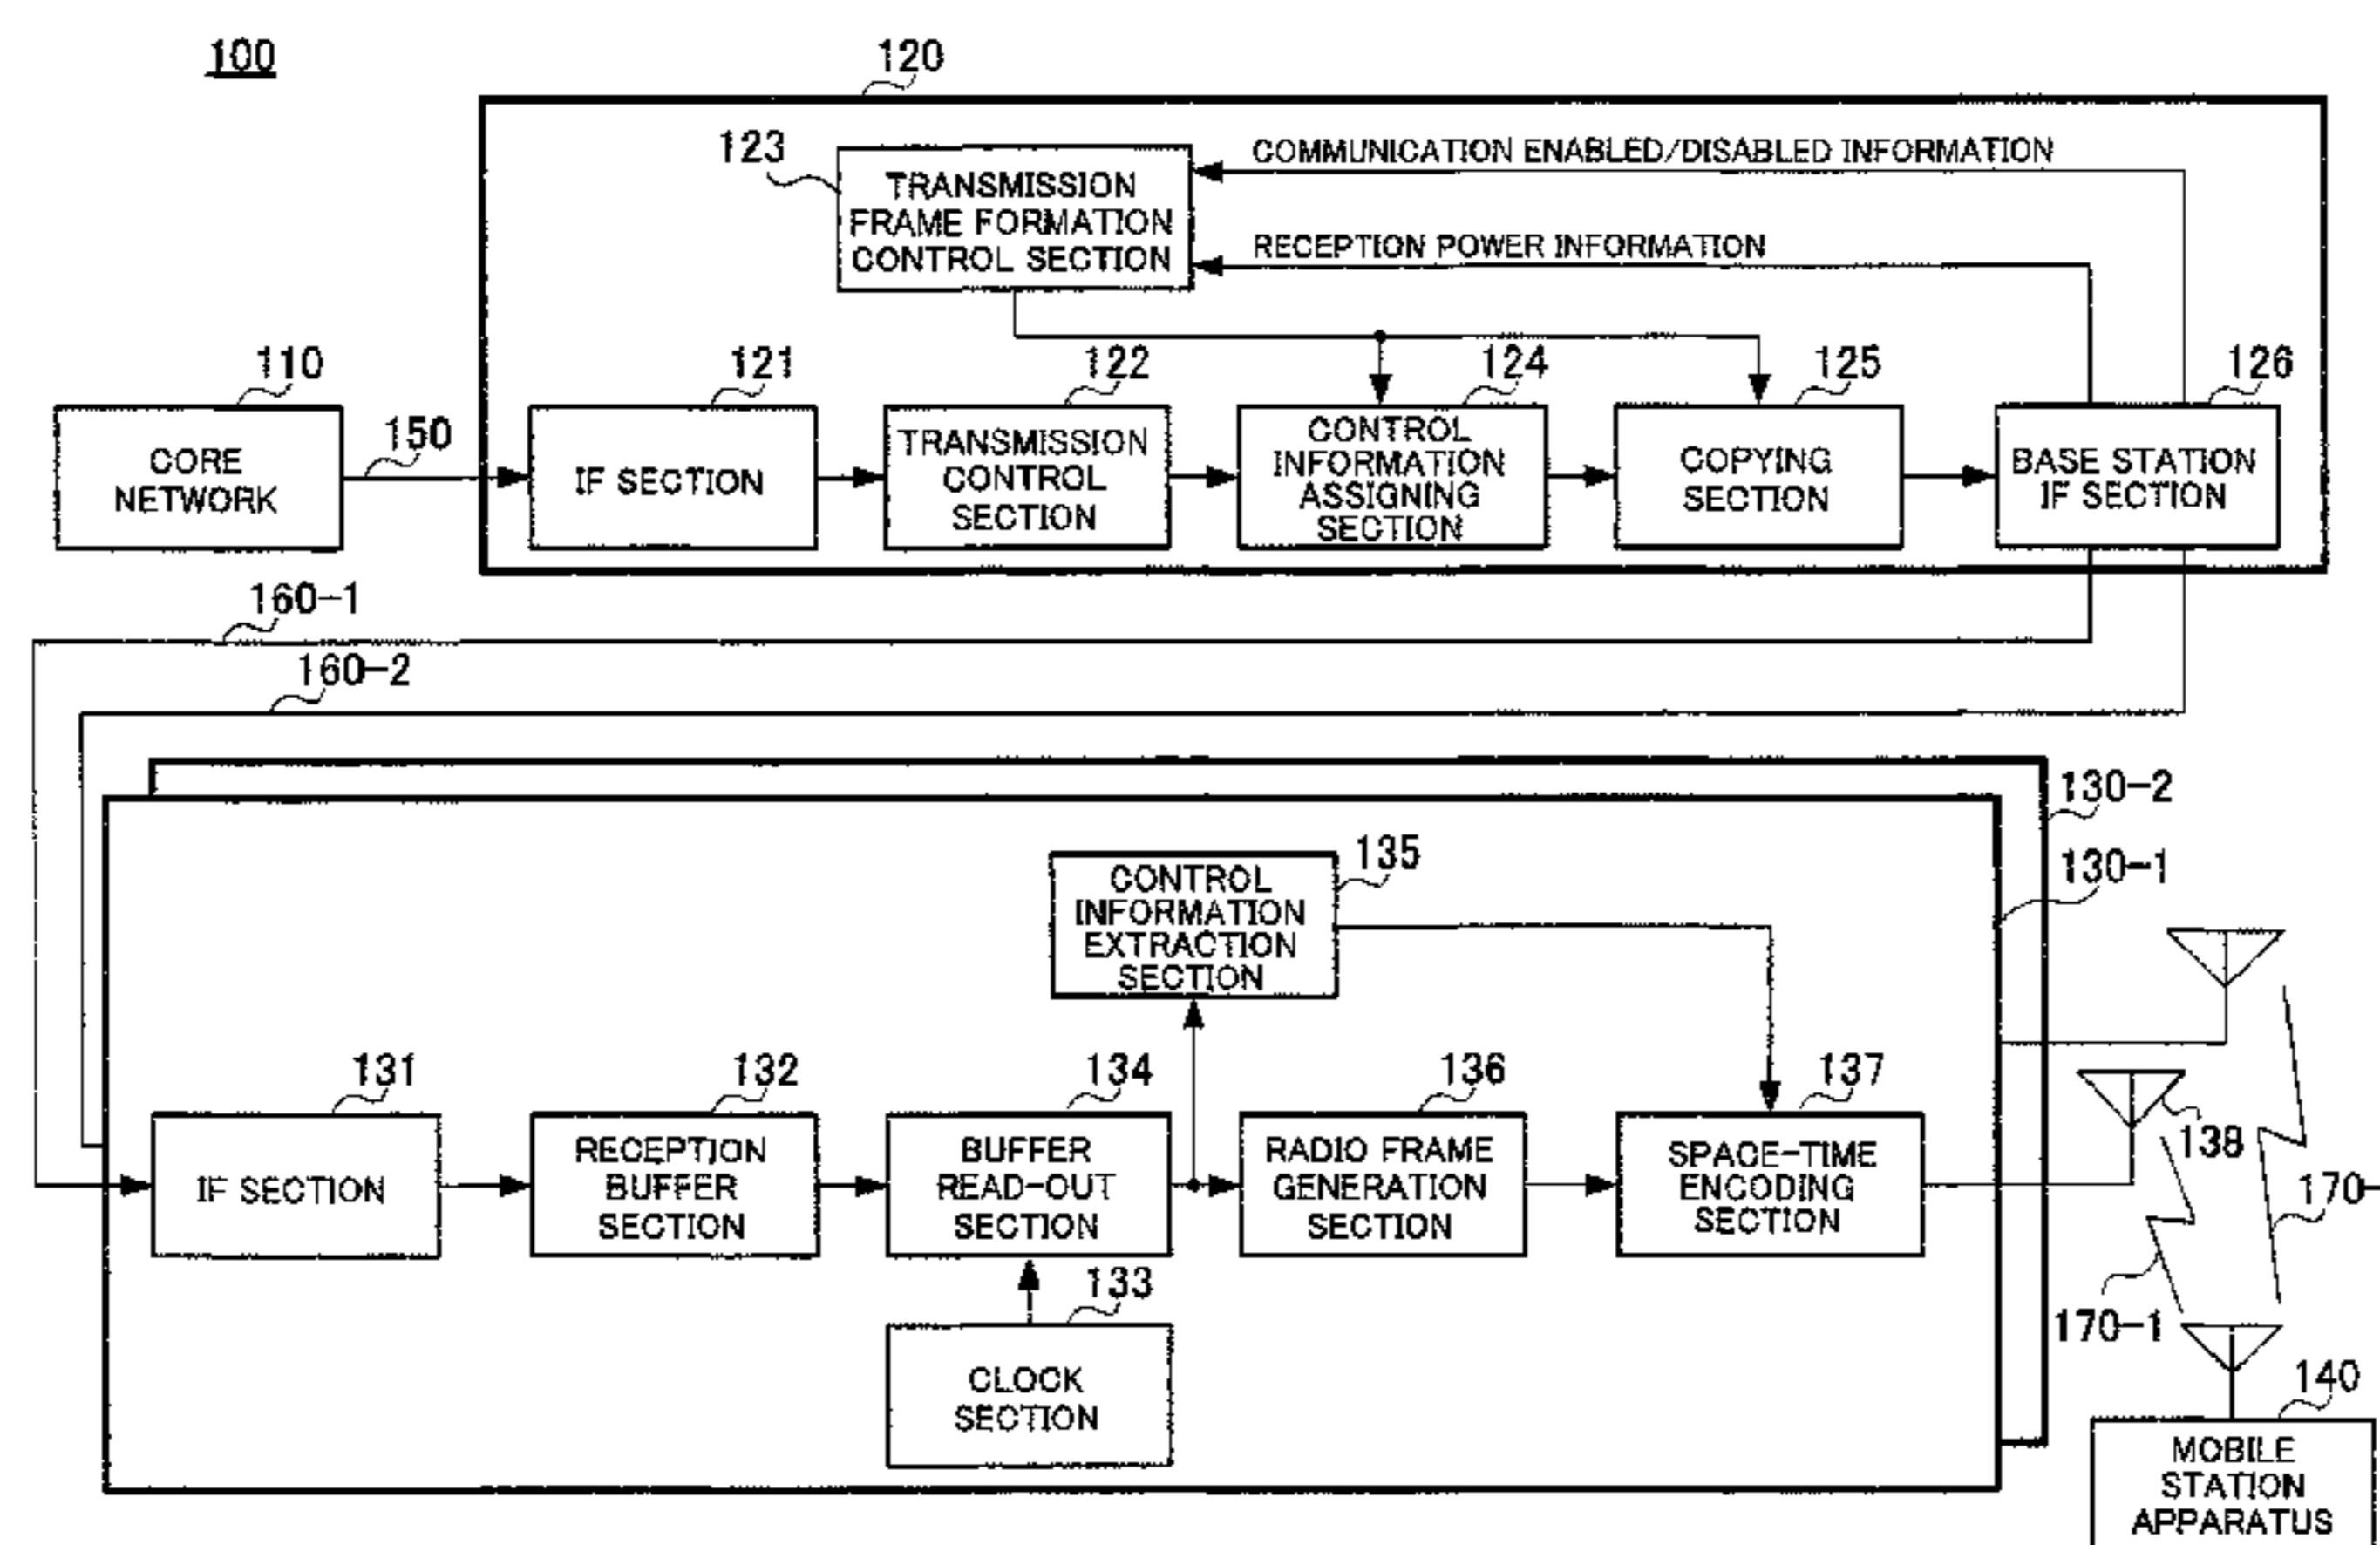 100
120
123
TRANSMISSION
FRAME FORMATION
CONTROL SECTION
COMMUNICATION ENABLED/DISABLED INFORMATION
RECEPTION POWER INFORMATION
110
CORE
NETWORK
150
121
IF SECTION
122
TRANSMISSION
CONTROL
SECTION
124
CONTROL
INFORMATION
ASSIGNING
SECTION
125
COPYING
SECTION
126
BASE STATION
IF SECTION
160-1
160-2
130-2
130-1
135
CONTROL
INFORMATION
EXTRACTION
SECTION
131
IF SECTION
132
RECEPTION
BUFFER
SECTION
134
BUFFER
READ-OUT
SECTION
136
RADIO FRAME
GENERATION
SECTION
137
SPACE-TIME
ENCODING
SECTION
138
170-
170-1
133
CLOCK
SECTION
140
MOBILE
STATION
APPARATUS